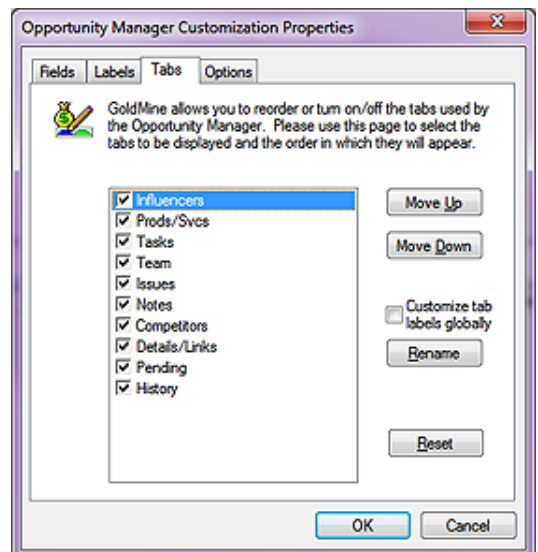 Opportunity Manager Customization Properties
Fields Labels Tabs Options
GoldMine allows you to reorder or turn on/off the tabs used by
the Opportunity Manager. Please use this page to select the
tabs to be displayed and the order in which they will appear.
Influencers
Prods/Svcs
Tasks
Team
Issues
Notes
Competitors
Details/Links
Pending
History
Move Up
Move Down
Customize tab
labels globally
Rename
Reset
OK Cancel